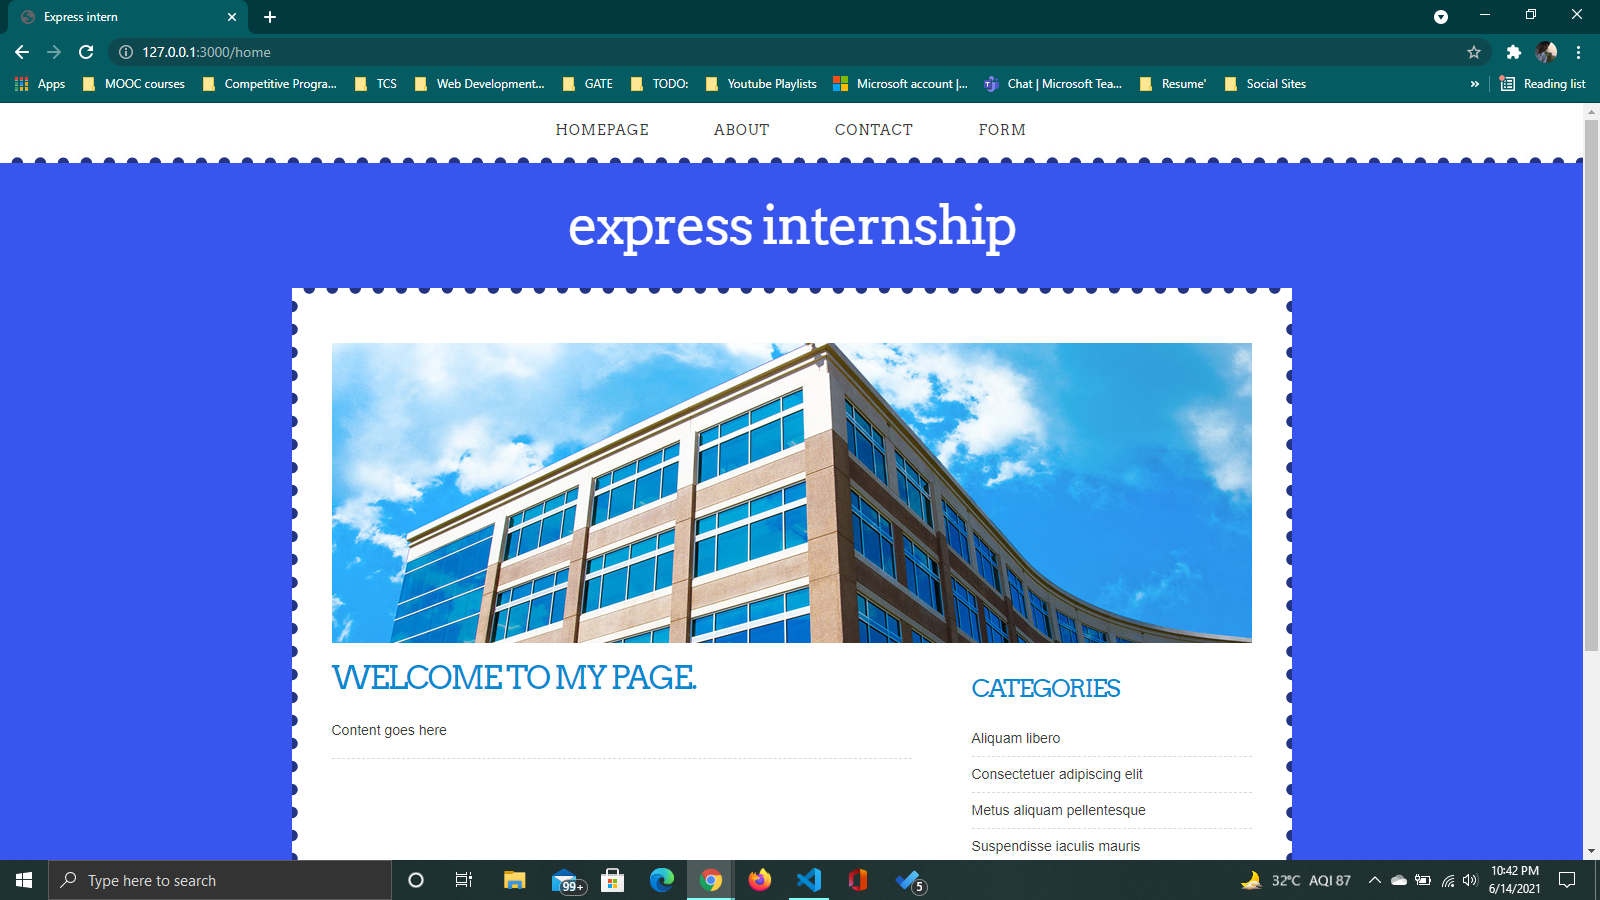 Express intern
127.0.0.1:3000/home
Apps MOOC courses Competitive Progra... TCS Web Development... GATE TODO: Youtube Playlists Microsoft account |... Chat | Microsoft Tea... Resume' Social Sites » Reading list
HOMEPAGE ABOUT CONTACT FORM
express internship
WELCOME TO MY PAGE.
Content goes here
CATEGORIES
Aliquam libero
Consectetuer adipiscing elit
Metus aliquam pellentesque
Suspendisse iaculis mauris
Type here to search
99+
5
32°C AQI 87
10:42 PM
6/14/2021